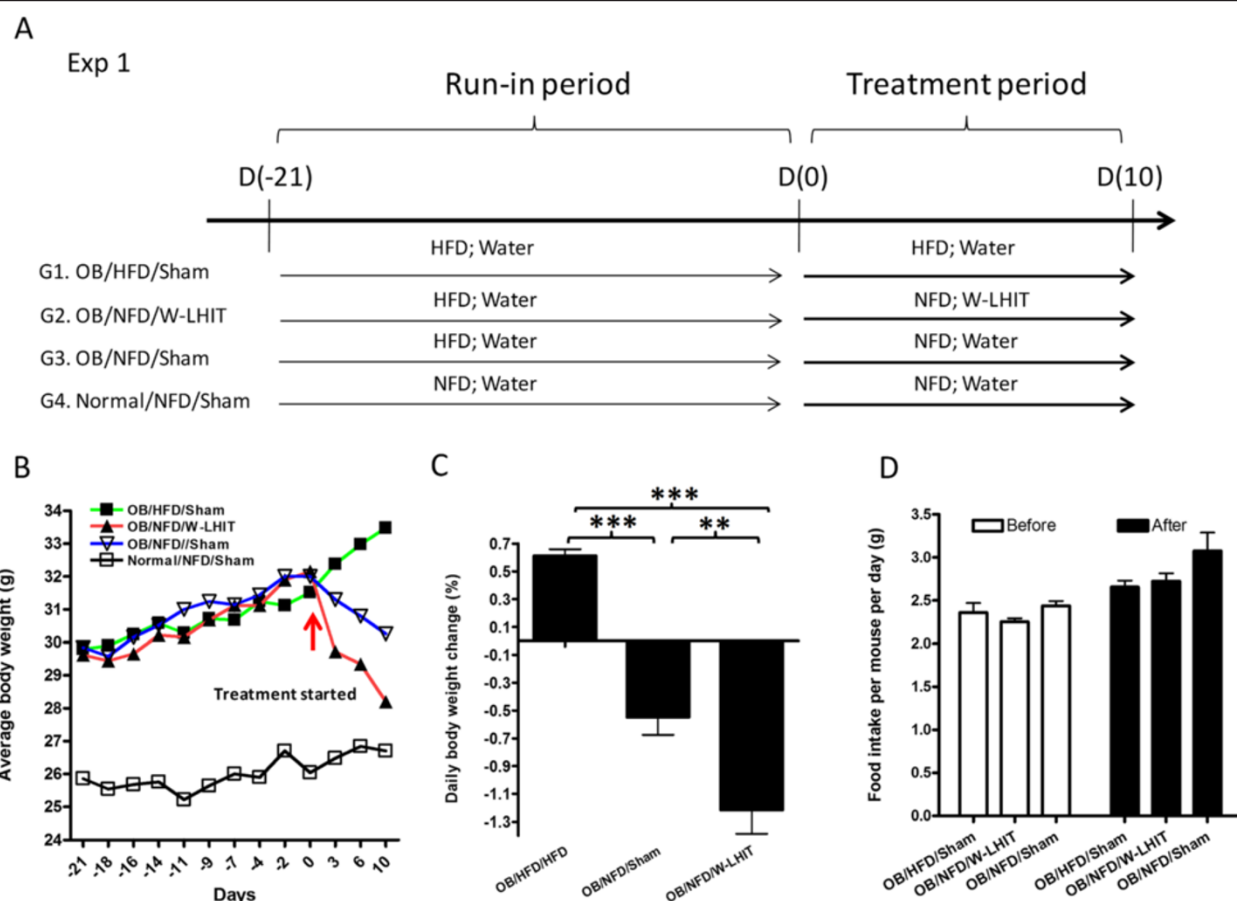 A
Exp 1
Run-in period
Treatment period
D(-21)
D(0)
D(10)
HFD; Water
HFD; Water
G1. OB/HFD/Sham
HFD; Water
NFD; W-LHIT
G2. OB/NFD/W-LHIT
HFD; Water
NFD; Water
G3. OB/NFD/Sham
NFD; Water
NFD; Water
G4. Normal/NFD/Sham
B
OB/HFD/Sham
OB/NFD/W-LHIT
OB/NFD//Sham
Normal/NFD/Sham
Average body weight (g)
34
33
32
31
30
29
28
27
26
25
24
Treatment started
-21
-18
-16
-14
-11
-9
-7
-4
-2
0
3
6
10
Days
C
***
***
**
Daily body weight change (%)
0.7
0.5
0.3
0.1
-0.1
-0.3
-0.5
-0.7
-0.9
-1.1
-1.3
OB/HFD/HFD
OB/NFD/Sham
OB/NFD/W-LHIT
D
Before
After
Food intake per mouse per day (g)
3.5
3.0
2.5
2.0
1.5
1.0
0.5
0.0
OB/HFD/Sham
OB/NFD/W-LHIT
OB/NFD/Sham
OB/HFD/Sham
OB/NFD/W-LHIT
OB/NFD/Sham